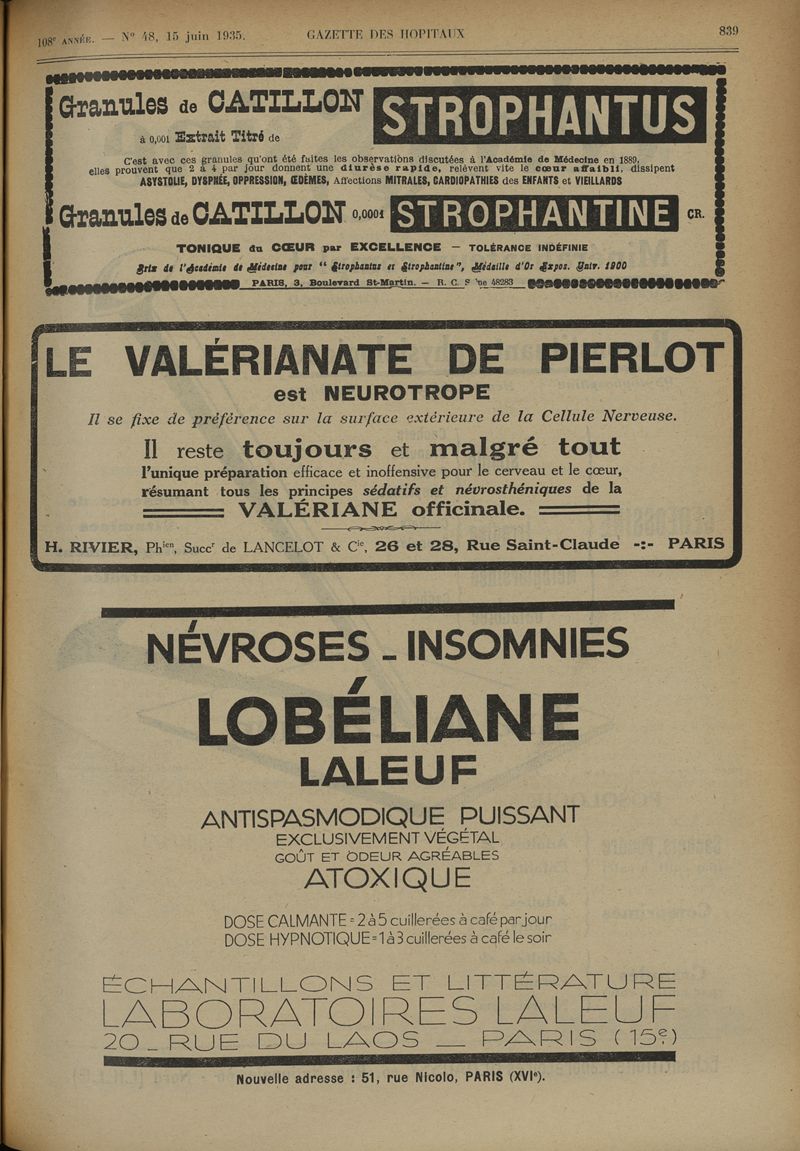 108e ANNÉE. — No 48, 15 juin 1935. GAZETTE DES HOPITAUX 839
Granules de CATILLON STROPHANTUS
à 0,001 Extrait Titré de
C'est avec ces granules qu'ont été faites les observations discutées à l'Académie de Médecine en 1889,
elles prouvent que 2 à 4 par jour donnent une diurèse rapide, relèvent vite le cœur affaibli, dissipent
ASYSTOLIE, DYSPNÉE, OPPRESSION, ŒDÈMES, Affections MITRALES, CARDIOPATHIES des ENFANTS et VIEILLARDS
Granules de CATILLON 0,0001 STROPHANTINE CR.
TONIQUE du CŒUR par EXCELLENCE — TOLÉRANCE INDÉFINIE
Prix de l'Académie de Médecine pour "Strophantus et Strophantine", Médaille d'Or Expos. Univ. 1900
PARIS, 3, Boulevard St-Martin. — R. C. 48283
LE VALÉRIANATE DE PIERLOT
est NEUROTROPE
Il se fixe de préférence sur la surface extérieure de la Cellule Nerveuse.
Il reste toujours et malgré tout
l'unique préparation efficace et inoffensive pour le cerveau et le cœur,
résumant tous les principes sédatifs et névrosthéniques de la
VALÉRIANE officinale.
H. RIVIER, Phien, Succr de LANCELOT & Cie, 26 et 28, Rue Saint-Claude -:- PARIS
NÉVROSES _ INSOMNIES
LOBÉLIANE
LALEUF
ANTISPASMODIQUE PUISSANT
EXCLUSIVEMENT VÉGÉTAL
GOÛT ET ODEUR AGRÉABLES
ATOXIQUE
DOSE CALMANTE = 2 à 5 cuillerées à café par jour
DOSE HYPNOTIQUE = 1 à 3 cuillerées à café le soir
ÉCHANTILLONS ET LITTÉRATURE
LABORATOIRES LALEUF
20 _ RUE DU LAOS — PARIS (15e)
Nouvelle adresse : 51, rue Nicolo, PARIS (XVIe).